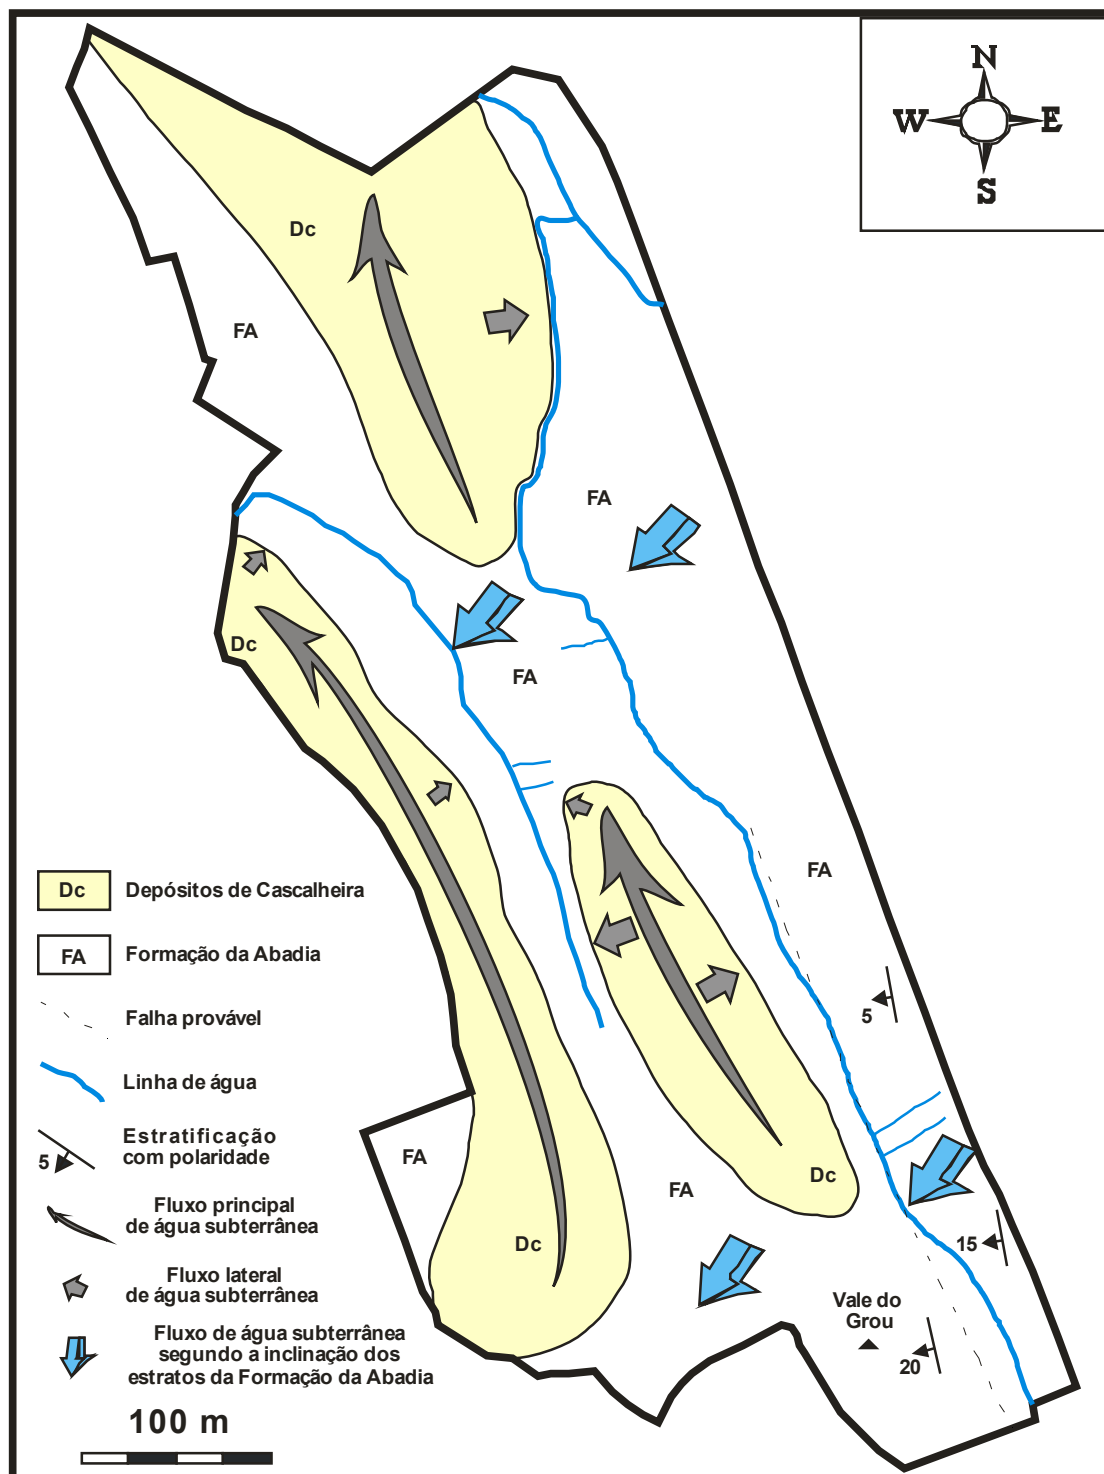 N
W E
S
Dc
FA
FA
Dc
FA
FA
5
Dc
FA
FA
Dc
15
Vale do
Grou
20
Dc Depósitos de Cascalheira
FA Formação da Abadia
Falha provável
Linha de água
5 Estratificação
com polaridade
Fluxo principal
de água subterrânea
Fluxo lateral
de água subterrânea
Fluxo de água subterrânea
segundo a inclinação dos
estratos da Formação da Abadia
100 m